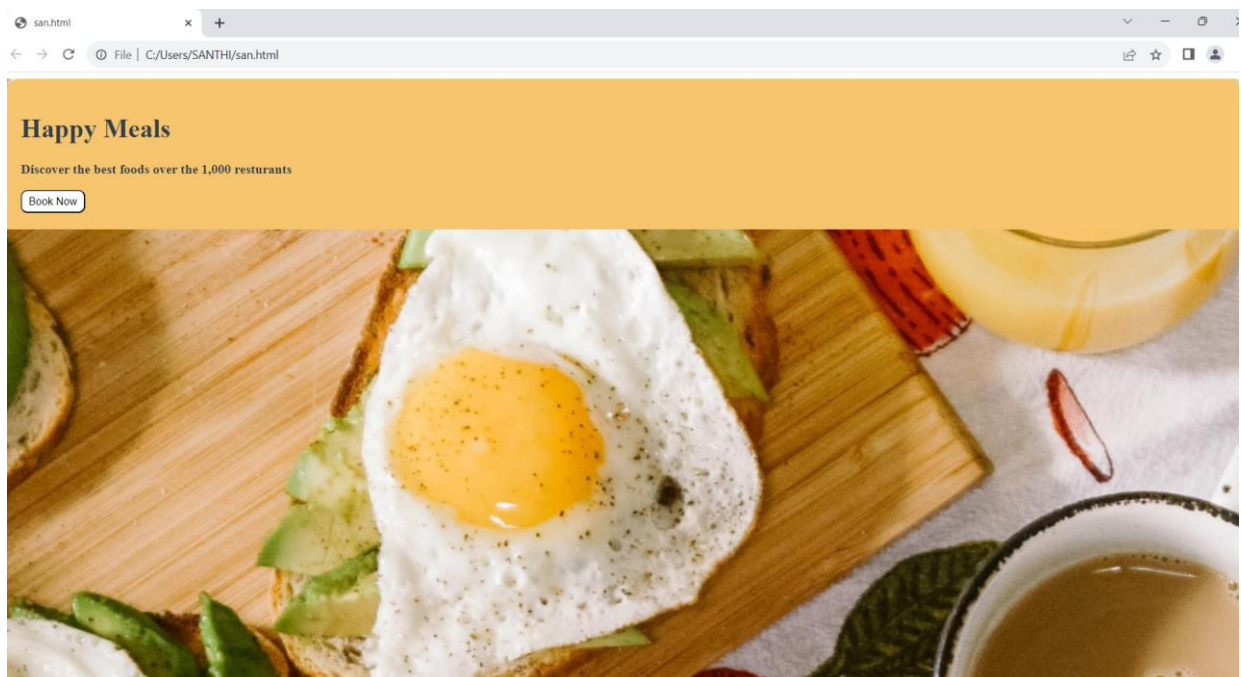 san.html
File | C:/Users/SANTHI/san.html
Happy Meals
Discover the best foods over the 1,000 resturants
Book Now